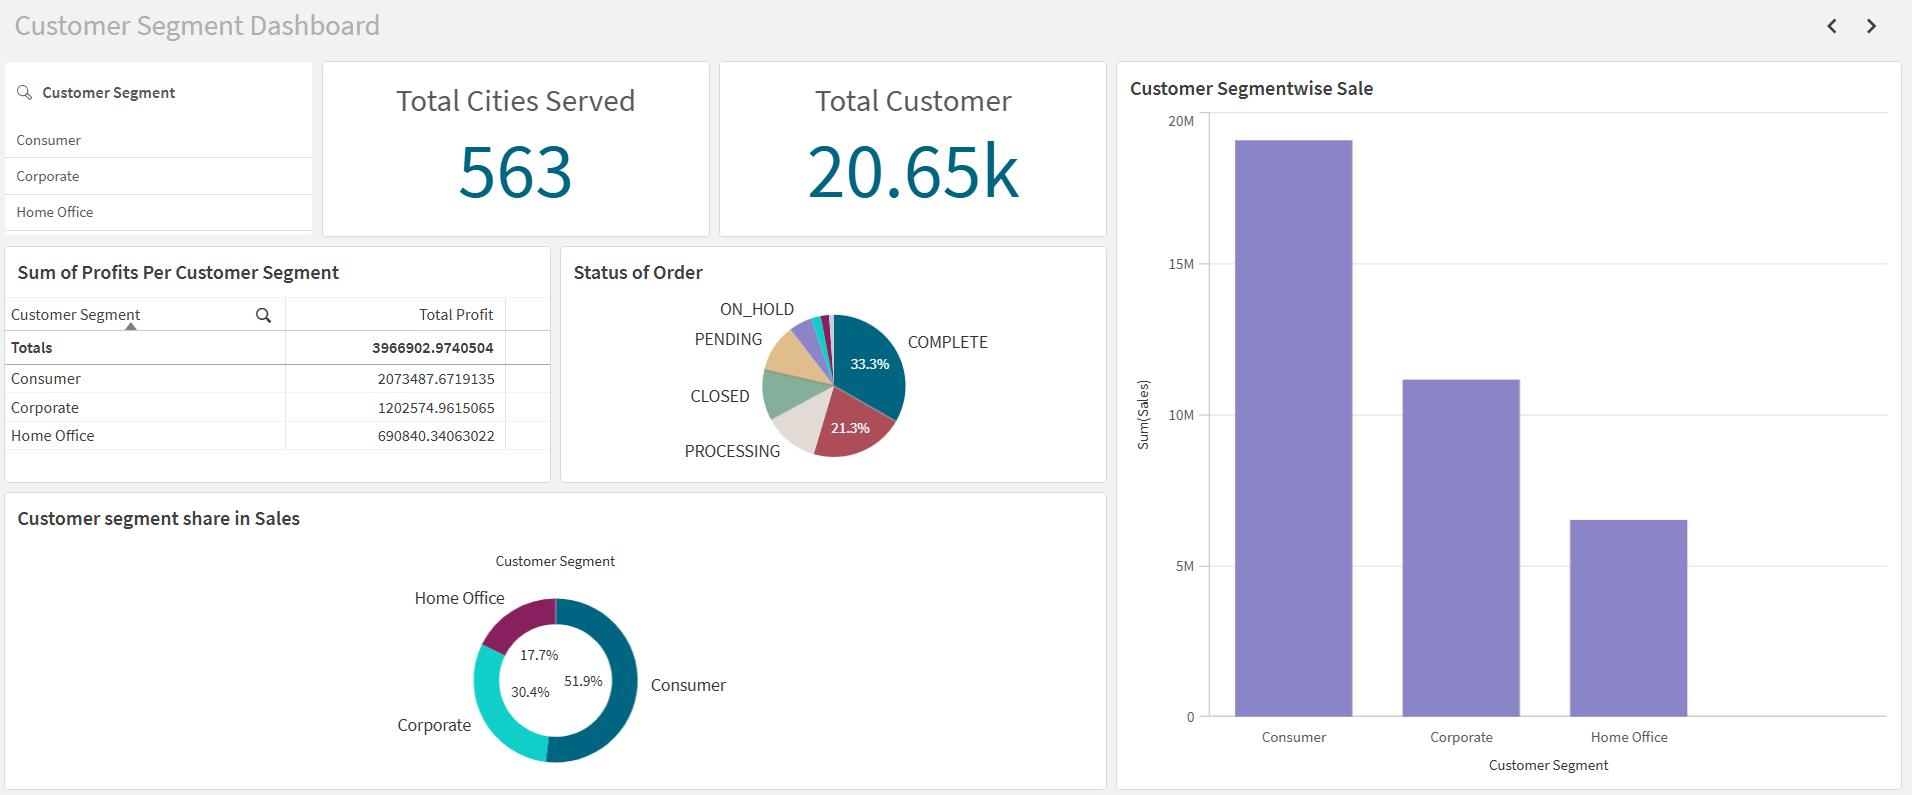 Customer Segment Dashboard
Customer Segment
Consumer
Corporate
Home Office
Total Cities Served
563
Total Customer
20.65k
Sum of Profits Per Customer Segment
Customer Segment Total Profit
Totals 3966902.9740504
Consumer 2073487.6719135
Corporate 1202574.9615065
Home Office 690840.34063022
Status of Order
ON_HOLD
PENDING
COMPLETE
33.3%
CLOSED
21.3%
PROCESSING
Customer segment share in Sales
Customer Segment
Home Office
17.7%
51.9%
Consumer
30.4%
Corporate
Customer Segmentwise Sale
20M
15M
10M
5M
0
Sum(Sales)
Consumer Corporate Home Office
Customer Segment